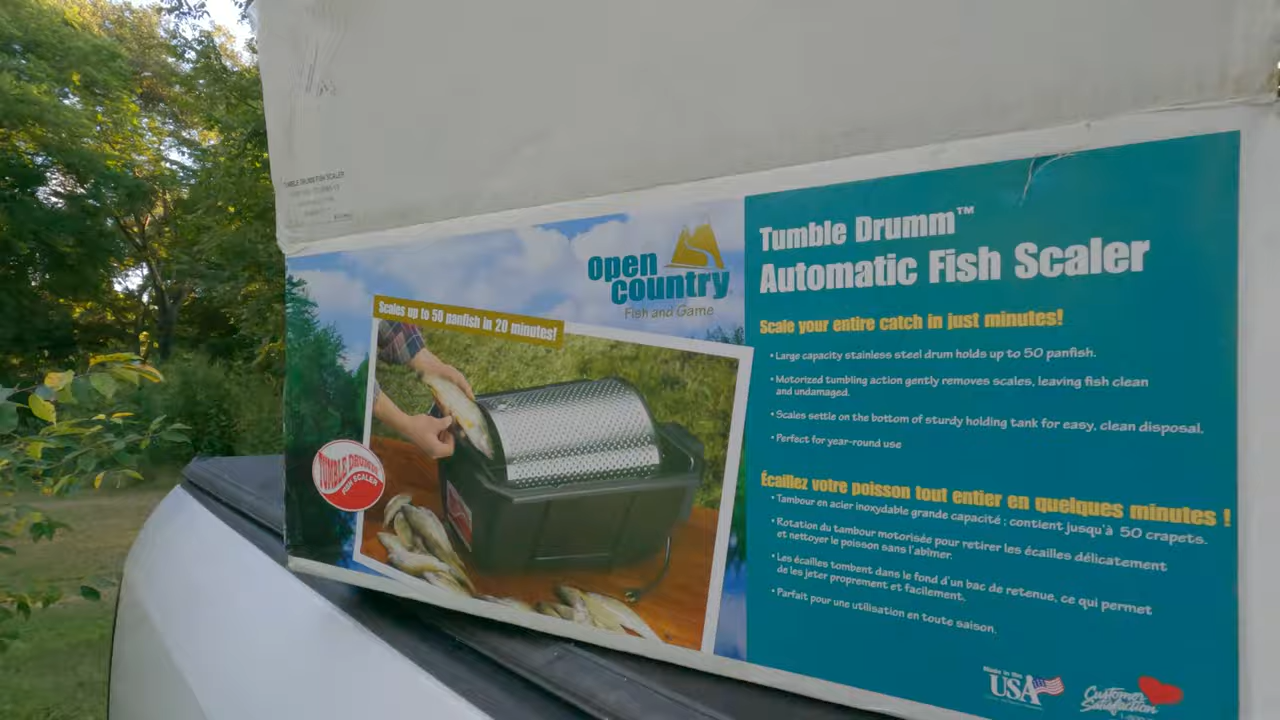 TUMBLE DRUMM FISH SCALER
open
country
Fish and Game
Scales up to 50 panfish in 20 minutes!
TUMBLE DRUMM
FISH SCALER
Tumble Drumm™
Automatic Fish Scaler
Scale your entire catch in just minutes!
• Large capacity stainless steel drum holds up to 50 panfish.
• Motorized tumbling action gently removes scales, leaving fish clean
and undamaged.
• Scales settle on the bottom of sturdy holding tank for easy, clean disposal.
• Perfect for year-round use
Écaillez votre poisson tout entier en quelques minutes !
• Tambour en acier inoxydable grande capacité ; contient jusqu'à 50 crapets.
• Rotation du tambour motorisée pour retirer les écailles délicatement
et nettoyer le poisson sans l'abîmer.
• Les écailles tombent dans le fond d'un bac de retenue, ce qui permet
de les jeter proprement et facilement.
• Parfait pour une utilisation en toute saison.
Made in the
USA
Customer
Satisfaction